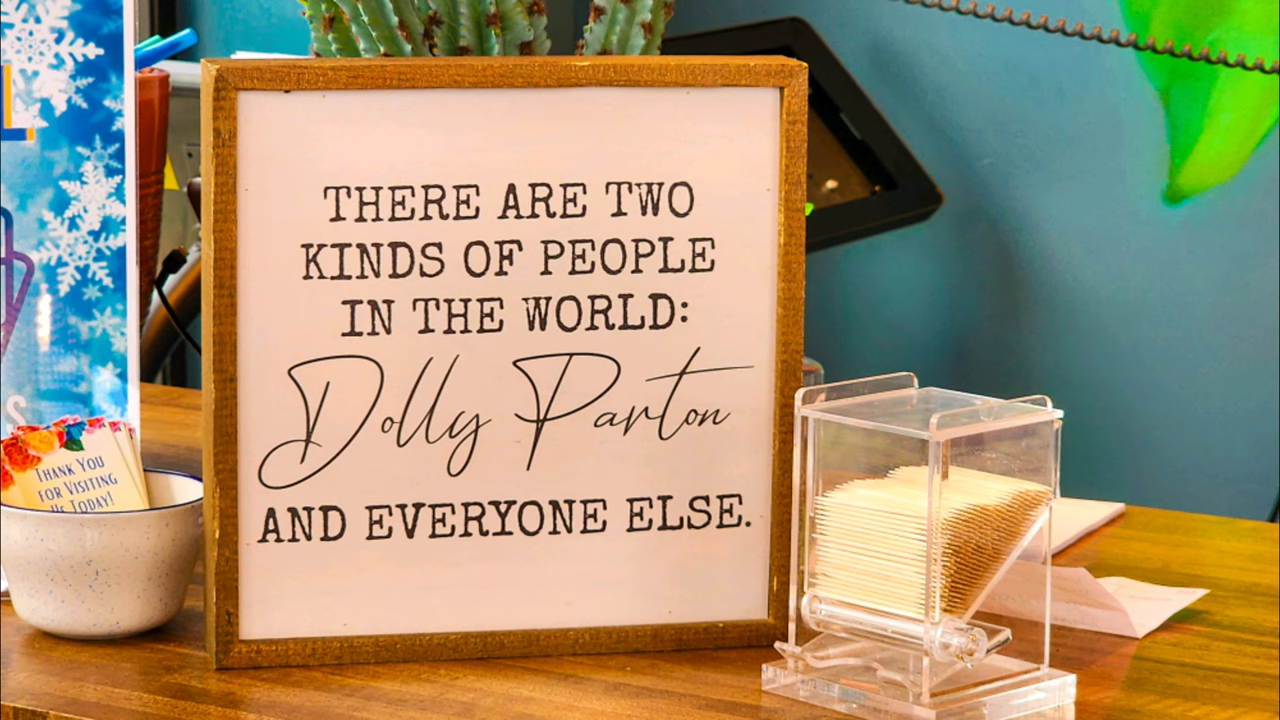 THERE ARE TWO
KINDS OF PEOPLE
IN THE WORLD:
Dolly Parton
AND EVERYONE ELSE.
THANK YOU
FOR VISITING
US TODAY!